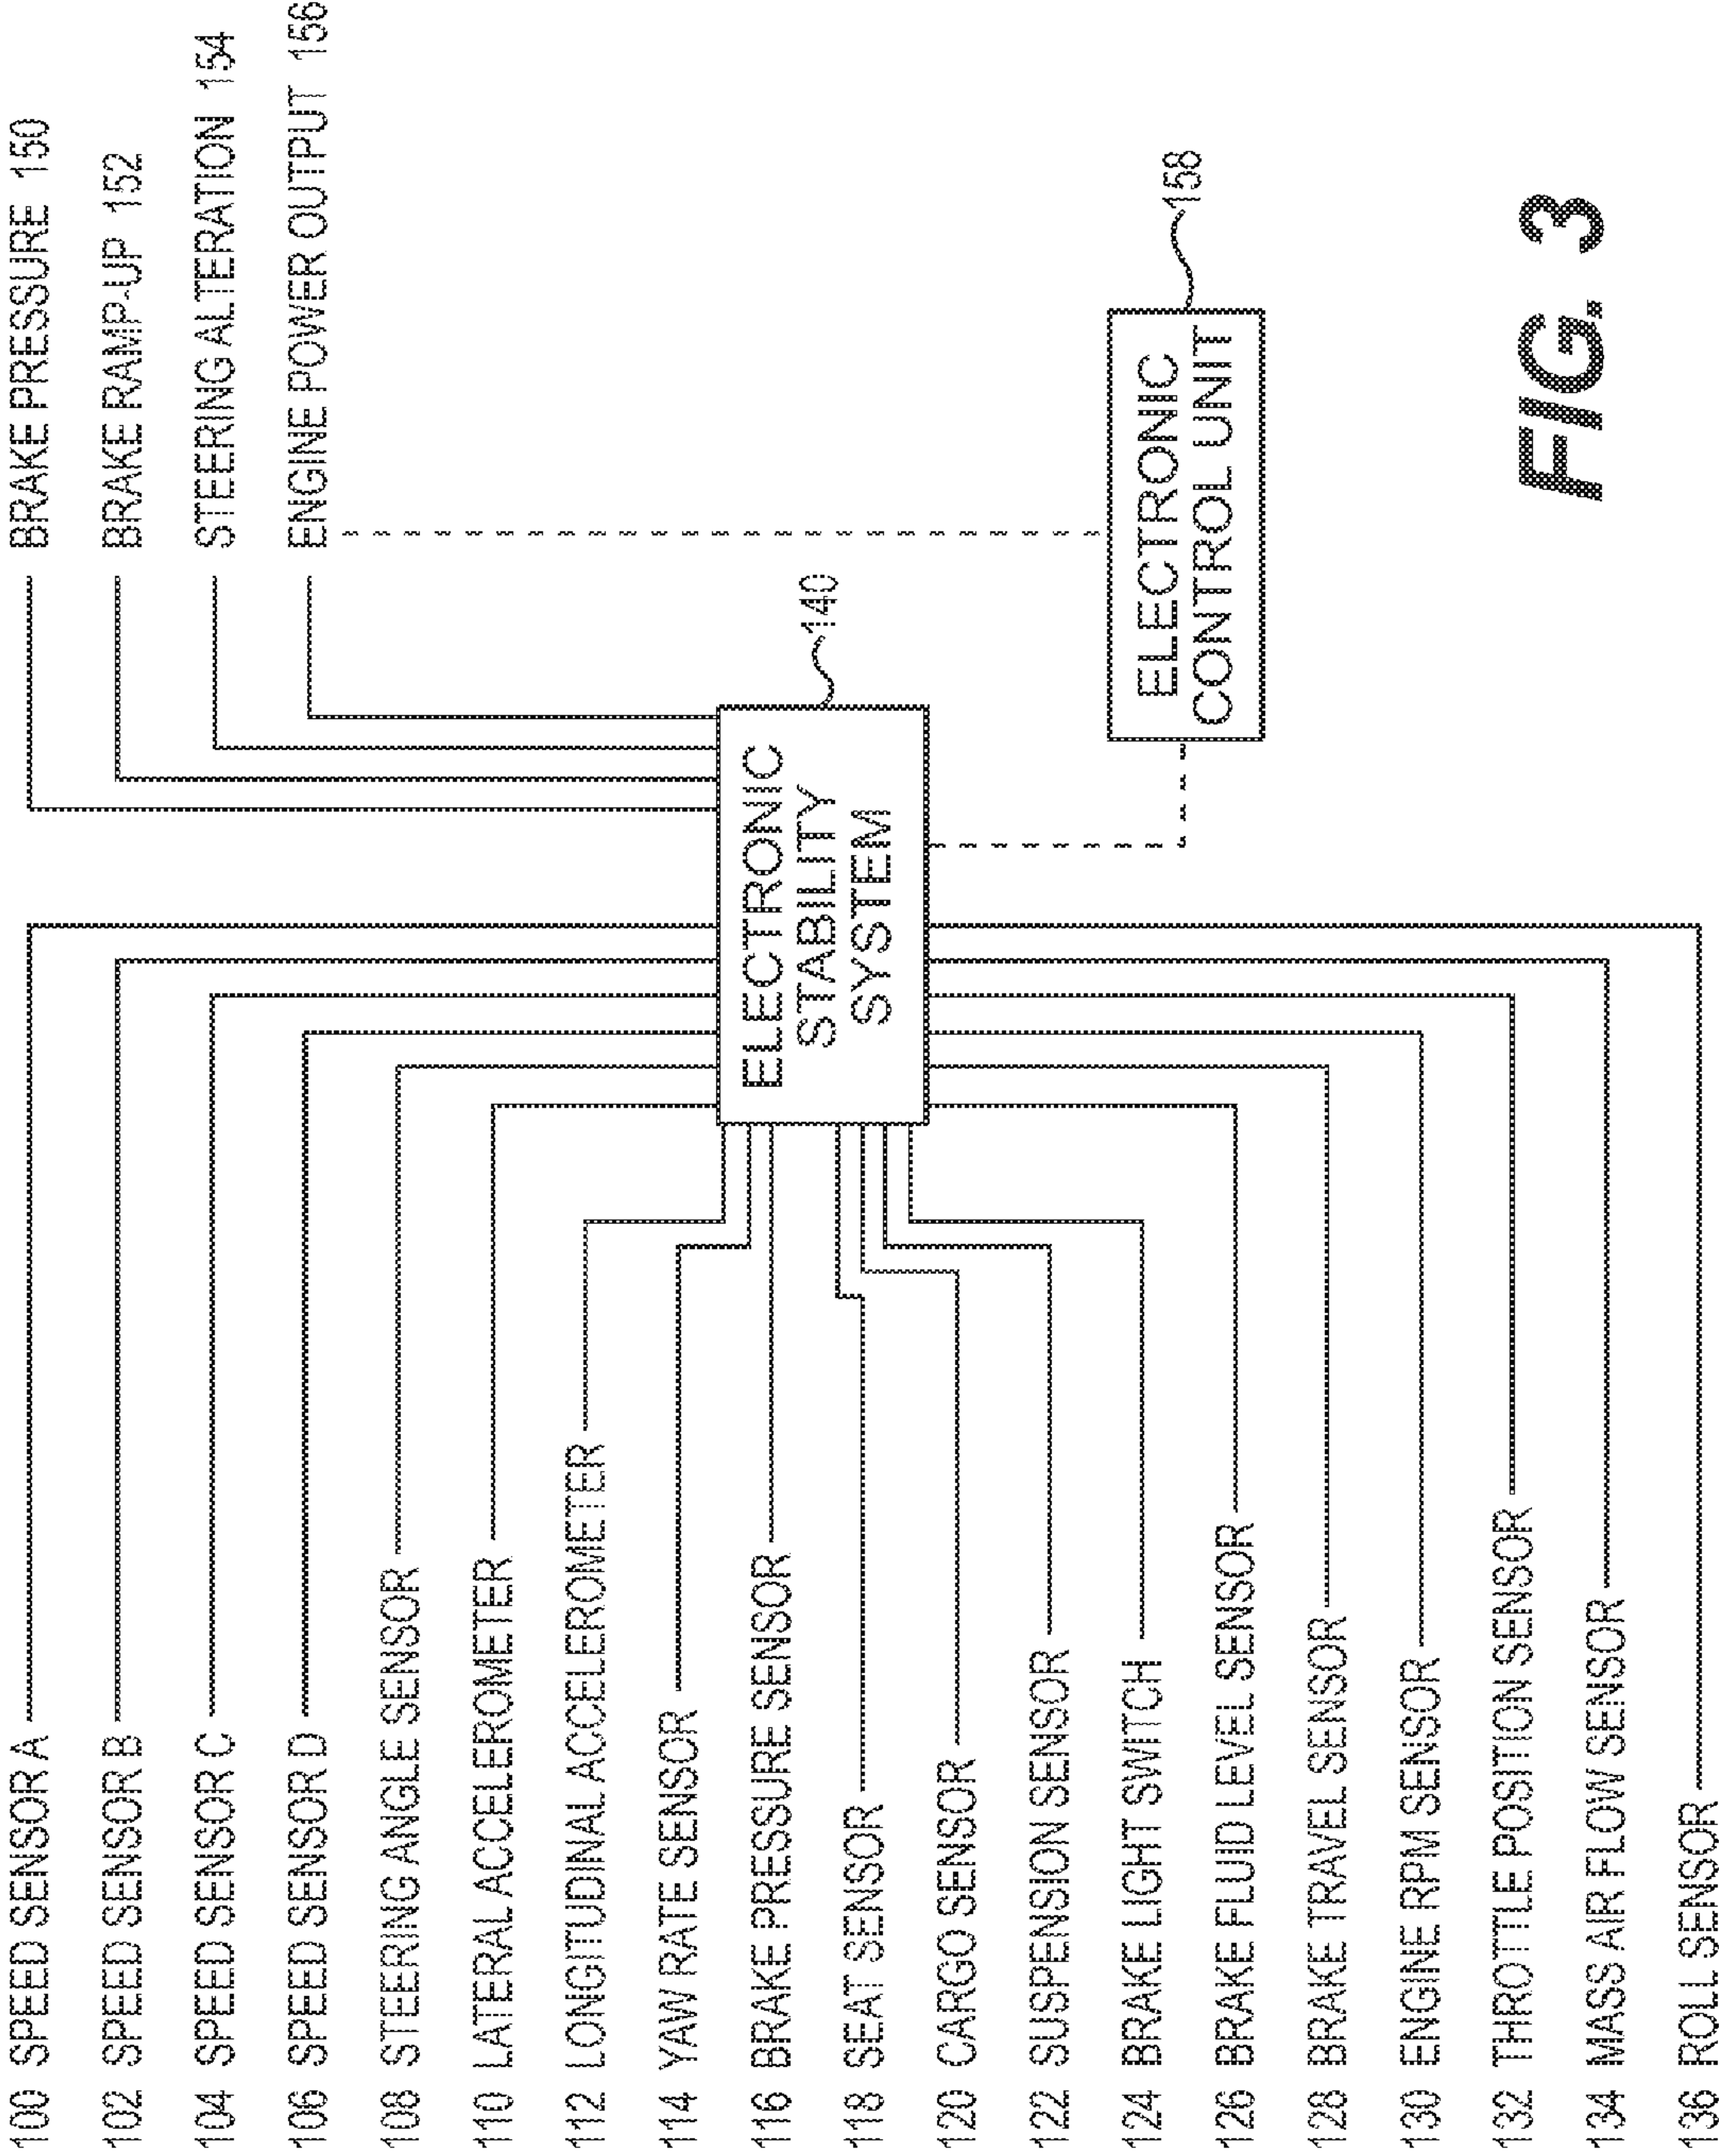 100 SPEED SENSOR A
102 SPEED SENSOR B
104 SPEED SENSOR C
106 SPEED SENSOR D
108 STEERING ANGLE SENSOR
110 LATERAL ACCELEROMETER
112 LONGITUDINAL ACCELEROMETER
114 YAW RATE SENSOR
116 BRAKE PRESSURE SENSOR
118 SEAT SENSOR
120 CARGO SENSOR
122 SUSPENSION SENSOR
124 BRAKE LIGHT SWITCH
126 BRAKE FLUID LEVEL SENSOR
128 BRAKE TRAVEL SENSOR
130 ENGINE RPM SENSOR
132 THROTTLE POSITION SENSOR
134 MASS AIR FLOW SENSOR
136 ROLL SENSOR
ELECTRONIC
STABILITY
SYSTEM
140
BRAKE PRESSURE 150
BRAKE RAMP-UP 152
STEERING ALTERATION 154
ENGINE POWER OUTPUT 156
ELECTRONIC
CONTROL UNIT
158
FIG. 3